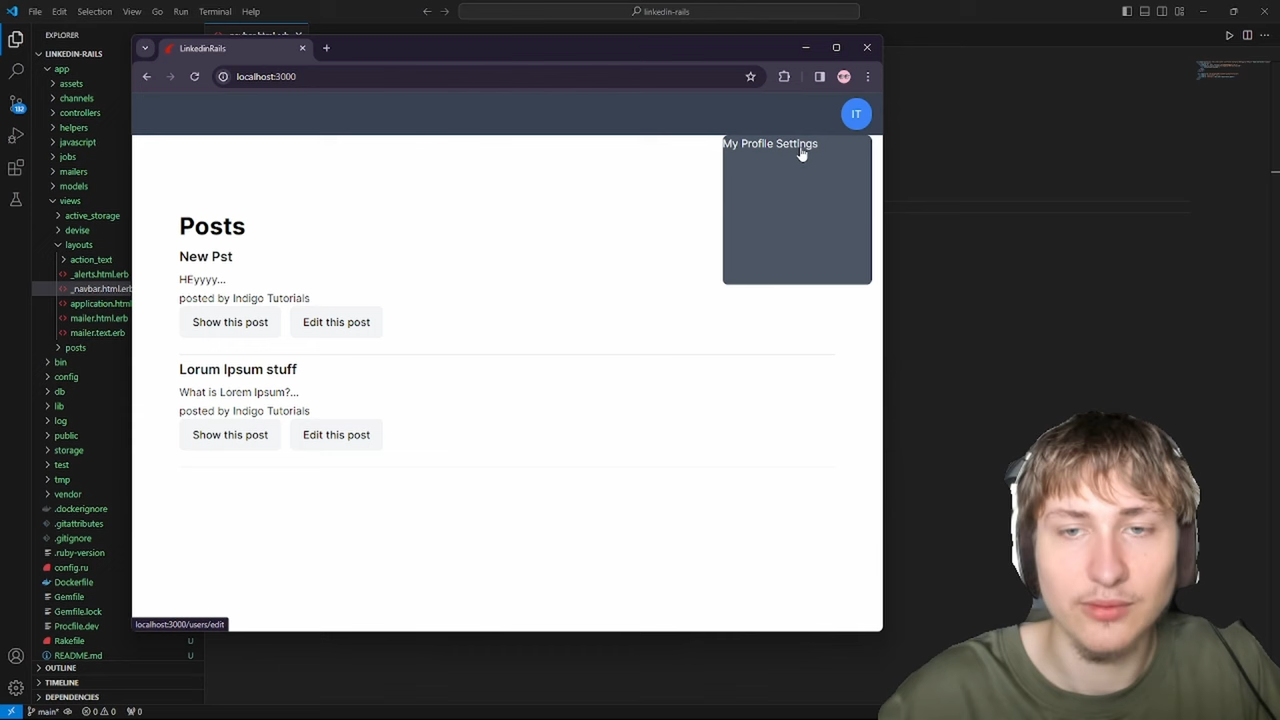 File Edit Selection View Go Run Terminal Help
linkedin-rails
EXPLORER
LINKEDIN-RAILS
app
assets
channels
controllers
helpers
javascript
jobs
mailers
models
views
active_storage
devise
layouts
action_text
_alerts.html.erb
_navbar.html.erb
application.html
mailer.html.erb
mailer.text.erb
posts
bin
config
db
lib
log
public
storage
test
tmp
vendor
.dockerignore
.gitattributes
.gitignore
.ruby-version
config.ru
Dockerfile
Gemfile
Gemfile.lock
Procfile.dev
Rakefile U
README.md U
OUTLINE
TIMELINE
DEPENDENCIES
main*
0 0
0
132
LinkedinRails
localhost:3000
IT
My Profile Settings
Posts
New Pst
HEyyyy...
posted by Indigo Tutorials
Show this post Edit this post
Lorum Ipsum stuff
What is Lorem Ipsum?...
posted by Indigo Tutorials
Show this post Edit this post
localhost:3000/users/edit